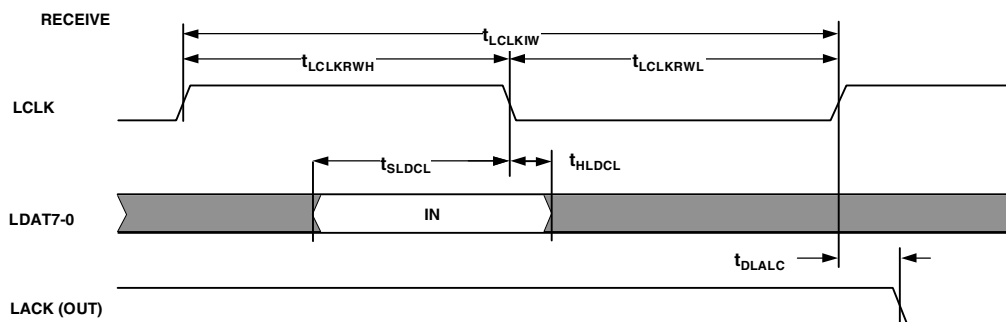 RECEIVE
tLCLKIW
tLCLKRWH
tLCLKRWL
LCLK
tSLDCL
tHLDCL
LDAT7-0
IN
tDLALC
LACK (OUT)